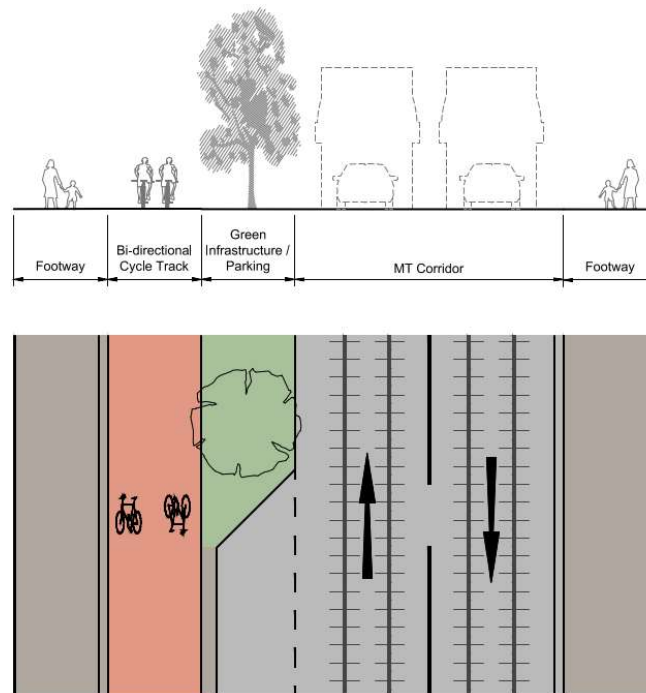 Footway
Bi-directional
Cycle Track
Green
Infrastructure /
Parking
MT Corridor
Footway